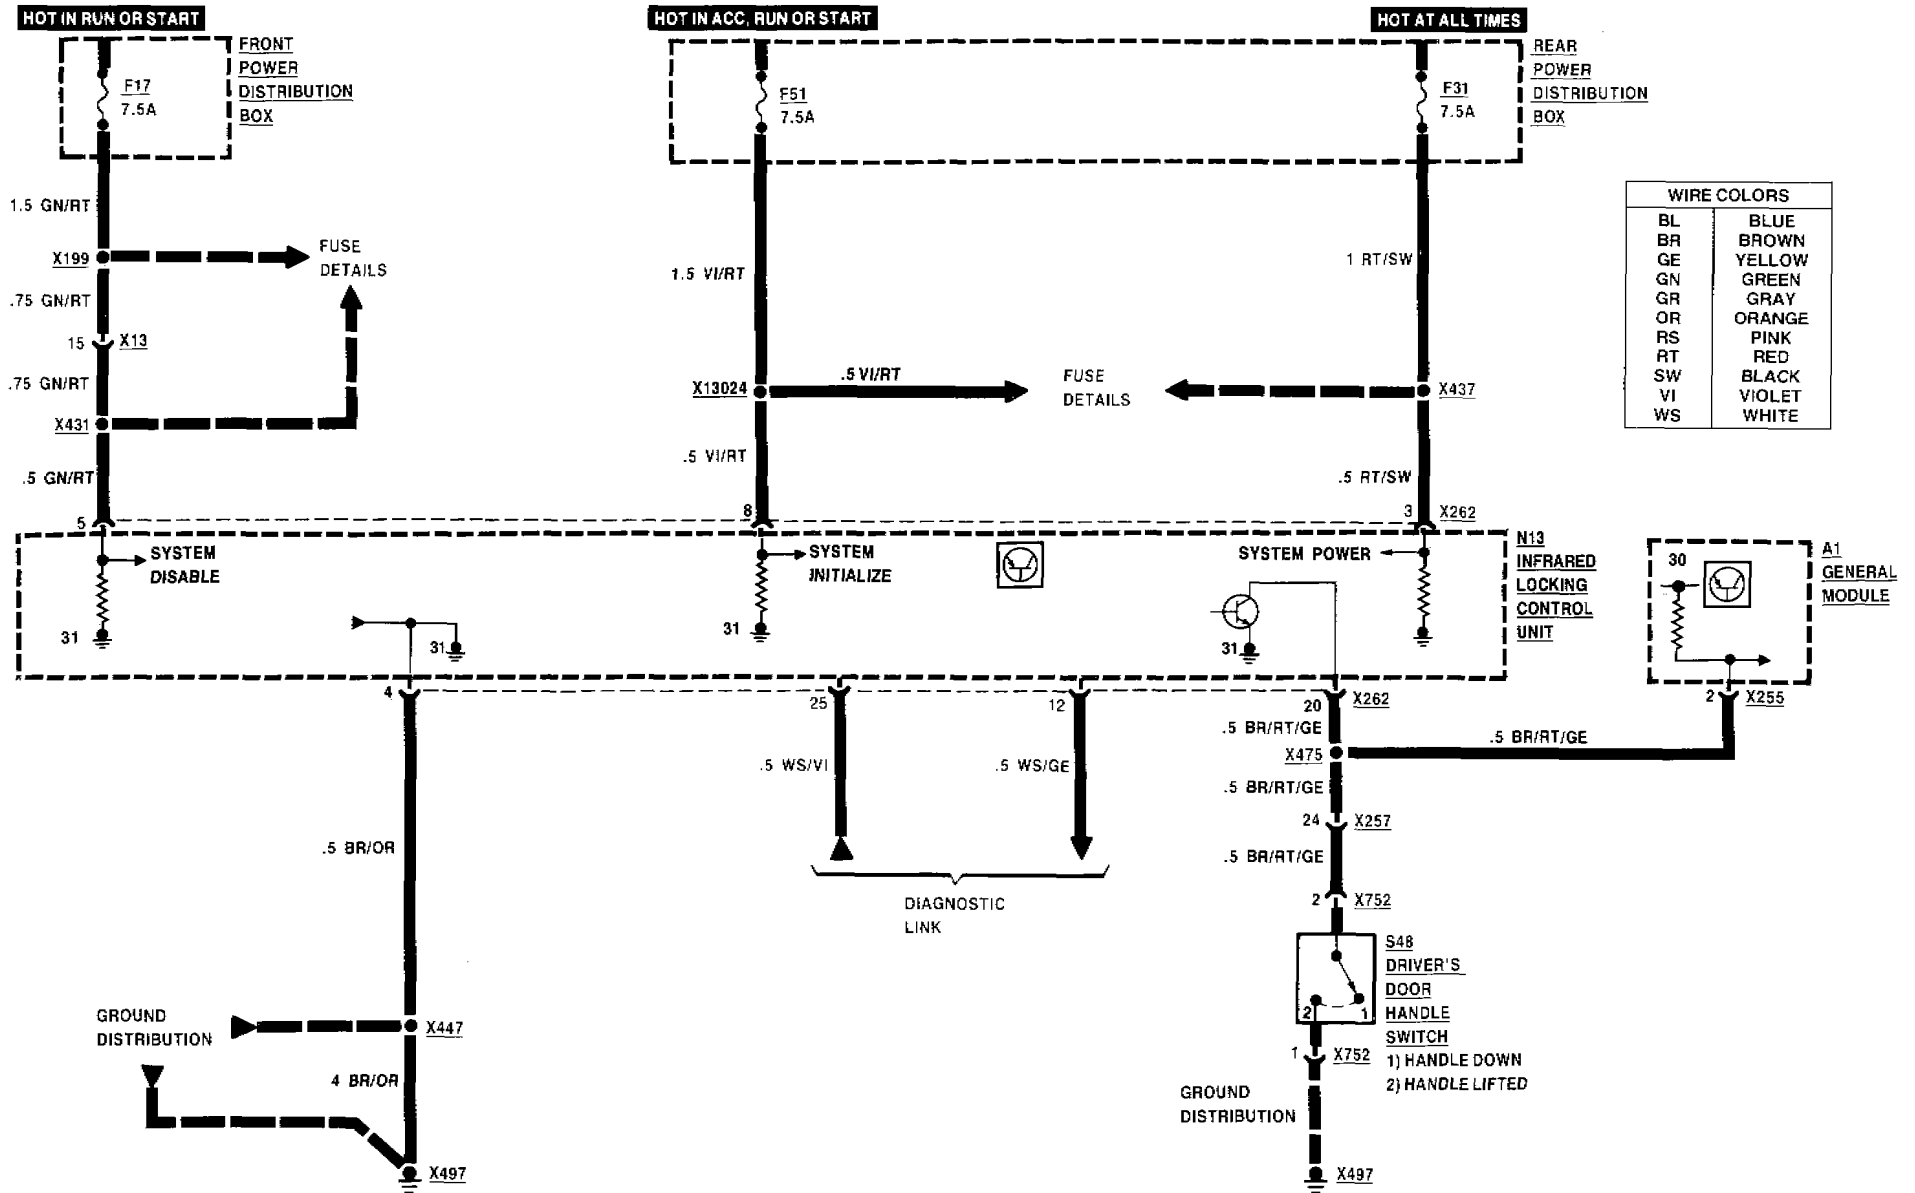 HOT IN RUN OR START
HOT IN ACC, RUN OR START
HOT AT ALL TIMES
F17
7.5A
FRONT
POWER
DISTRIBUTION
BOX
F51
7.5A
F31
7.5A
REAR
POWER
DISTRIBUTION
BOX
1.5 GN/RT
X199
FUSE
DETAILS
.75 GN/RT
15
X13
.75 GN/RT
X431
.5 GN/RT
1.5 VI/RT
X13024
.5 VI/RT
FUSE
DETAILS
.5 VI/RT
1 RT/SW
X437
.5 RT/SW
WIRE COLORS
BL BLUE
BR BROWN
GE YELLOW
GN GREEN
GR GRAY
OR ORANGE
RS PINK
RT RED
SW BLACK
VI VIOLET
WS WHITE
5
8
3
X262
SYSTEM
DISABLE
31
31
SYSTEM
INITIALIZE
31
SYSTEM POWER
31
N13
INFRARED
LOCKING
CONTROL
UNIT
30
A1
GENERAL
MODULE
4
25
12
20
X262
2
X255
.5 BR/OR
.5 WS/VI
.5 WS/GE
DIAGNOSTIC
LINK
.5 BR/RT/GE
X475
.5 BR/RT/GE
.5 BR/RT/GE
24
X257
.5 BR/RT/GE
2
X752
S48
DRIVER'S
DOOR
HANDLE
SWITCH
1) HANDLE DOWN
2) HANDLE LIFTED
2
1
1
X752
GROUND
DISTRIBUTION
X447
4 BR/OR
X497
GROUND
DISTRIBUTION
X497